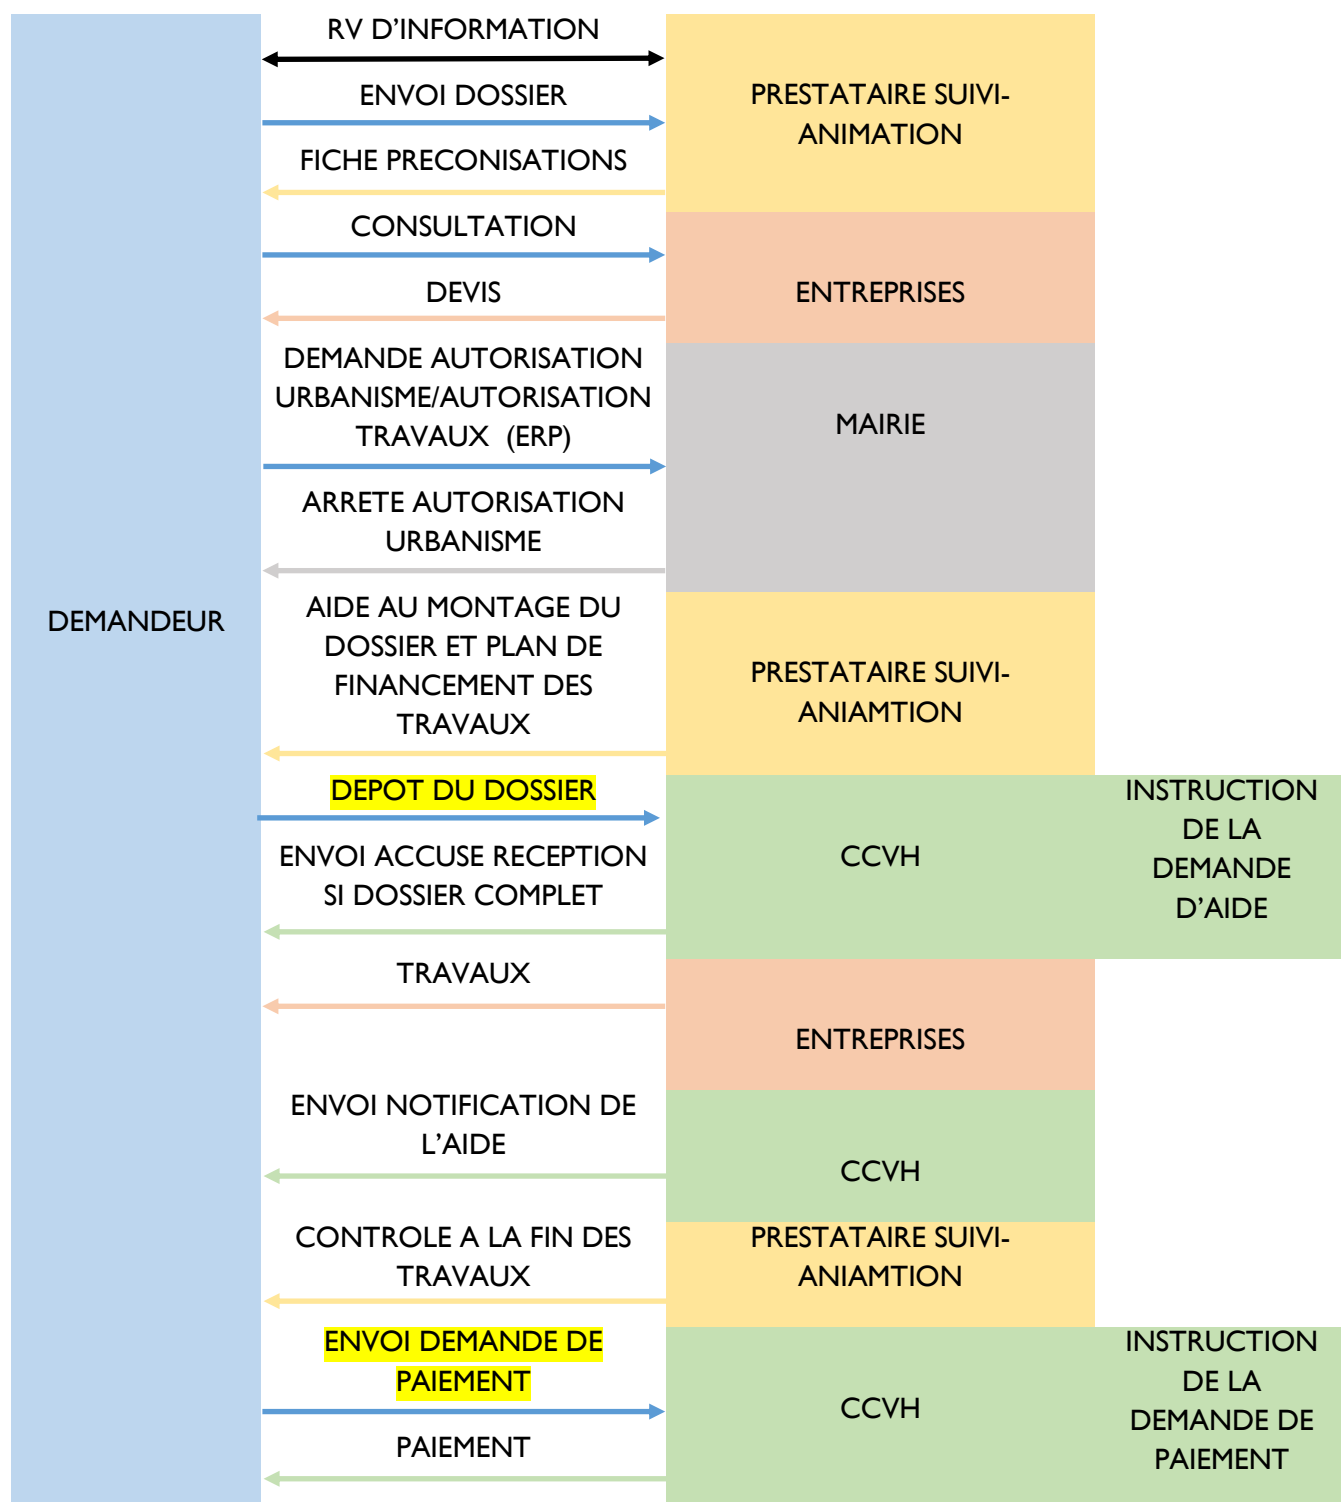 RV D'INFORMATION
ENVOI DOSSIER
PRESTATAIRE SUIVI-
ANIMATION
FICHE PRECONISATIONS
CONSULTATION
DEVIS
ENTREPRISES
DEMANDE AUTORISATION
URBANISME/AUTORISATION
TRAVAUX (ERP)
MAIRIE
ARRETE AUTORISATION
URBANISME
DEMANDEUR
AIDE AU MONTAGE DU
DOSSIER ET PLAN DE
FINANCEMENT DES
TRAVAUX
PRESTATAIRE SUIVI-
ANIAMTION
DEPOT DU DOSSIER
ENVOI ACCUSE RECEPTION
SI DOSSIER COMPLET
CCVH
INSTRUCTION
DE LA
DEMANDE
D'AIDE
TRAVAUX
ENTREPRISES
ENVOI NOTIFICATION DE
L'AIDE
CCVH
CONTROLE A LA FIN DES
TRAVAUX
PRESTATAIRE SUIVI-
ANIAMTION
ENVOI DEMANDE DE
PAIEMENT
PAIEMENT
CCVH
INSTRUCTION
DE LA
DEMANDE DE
PAIEMENT